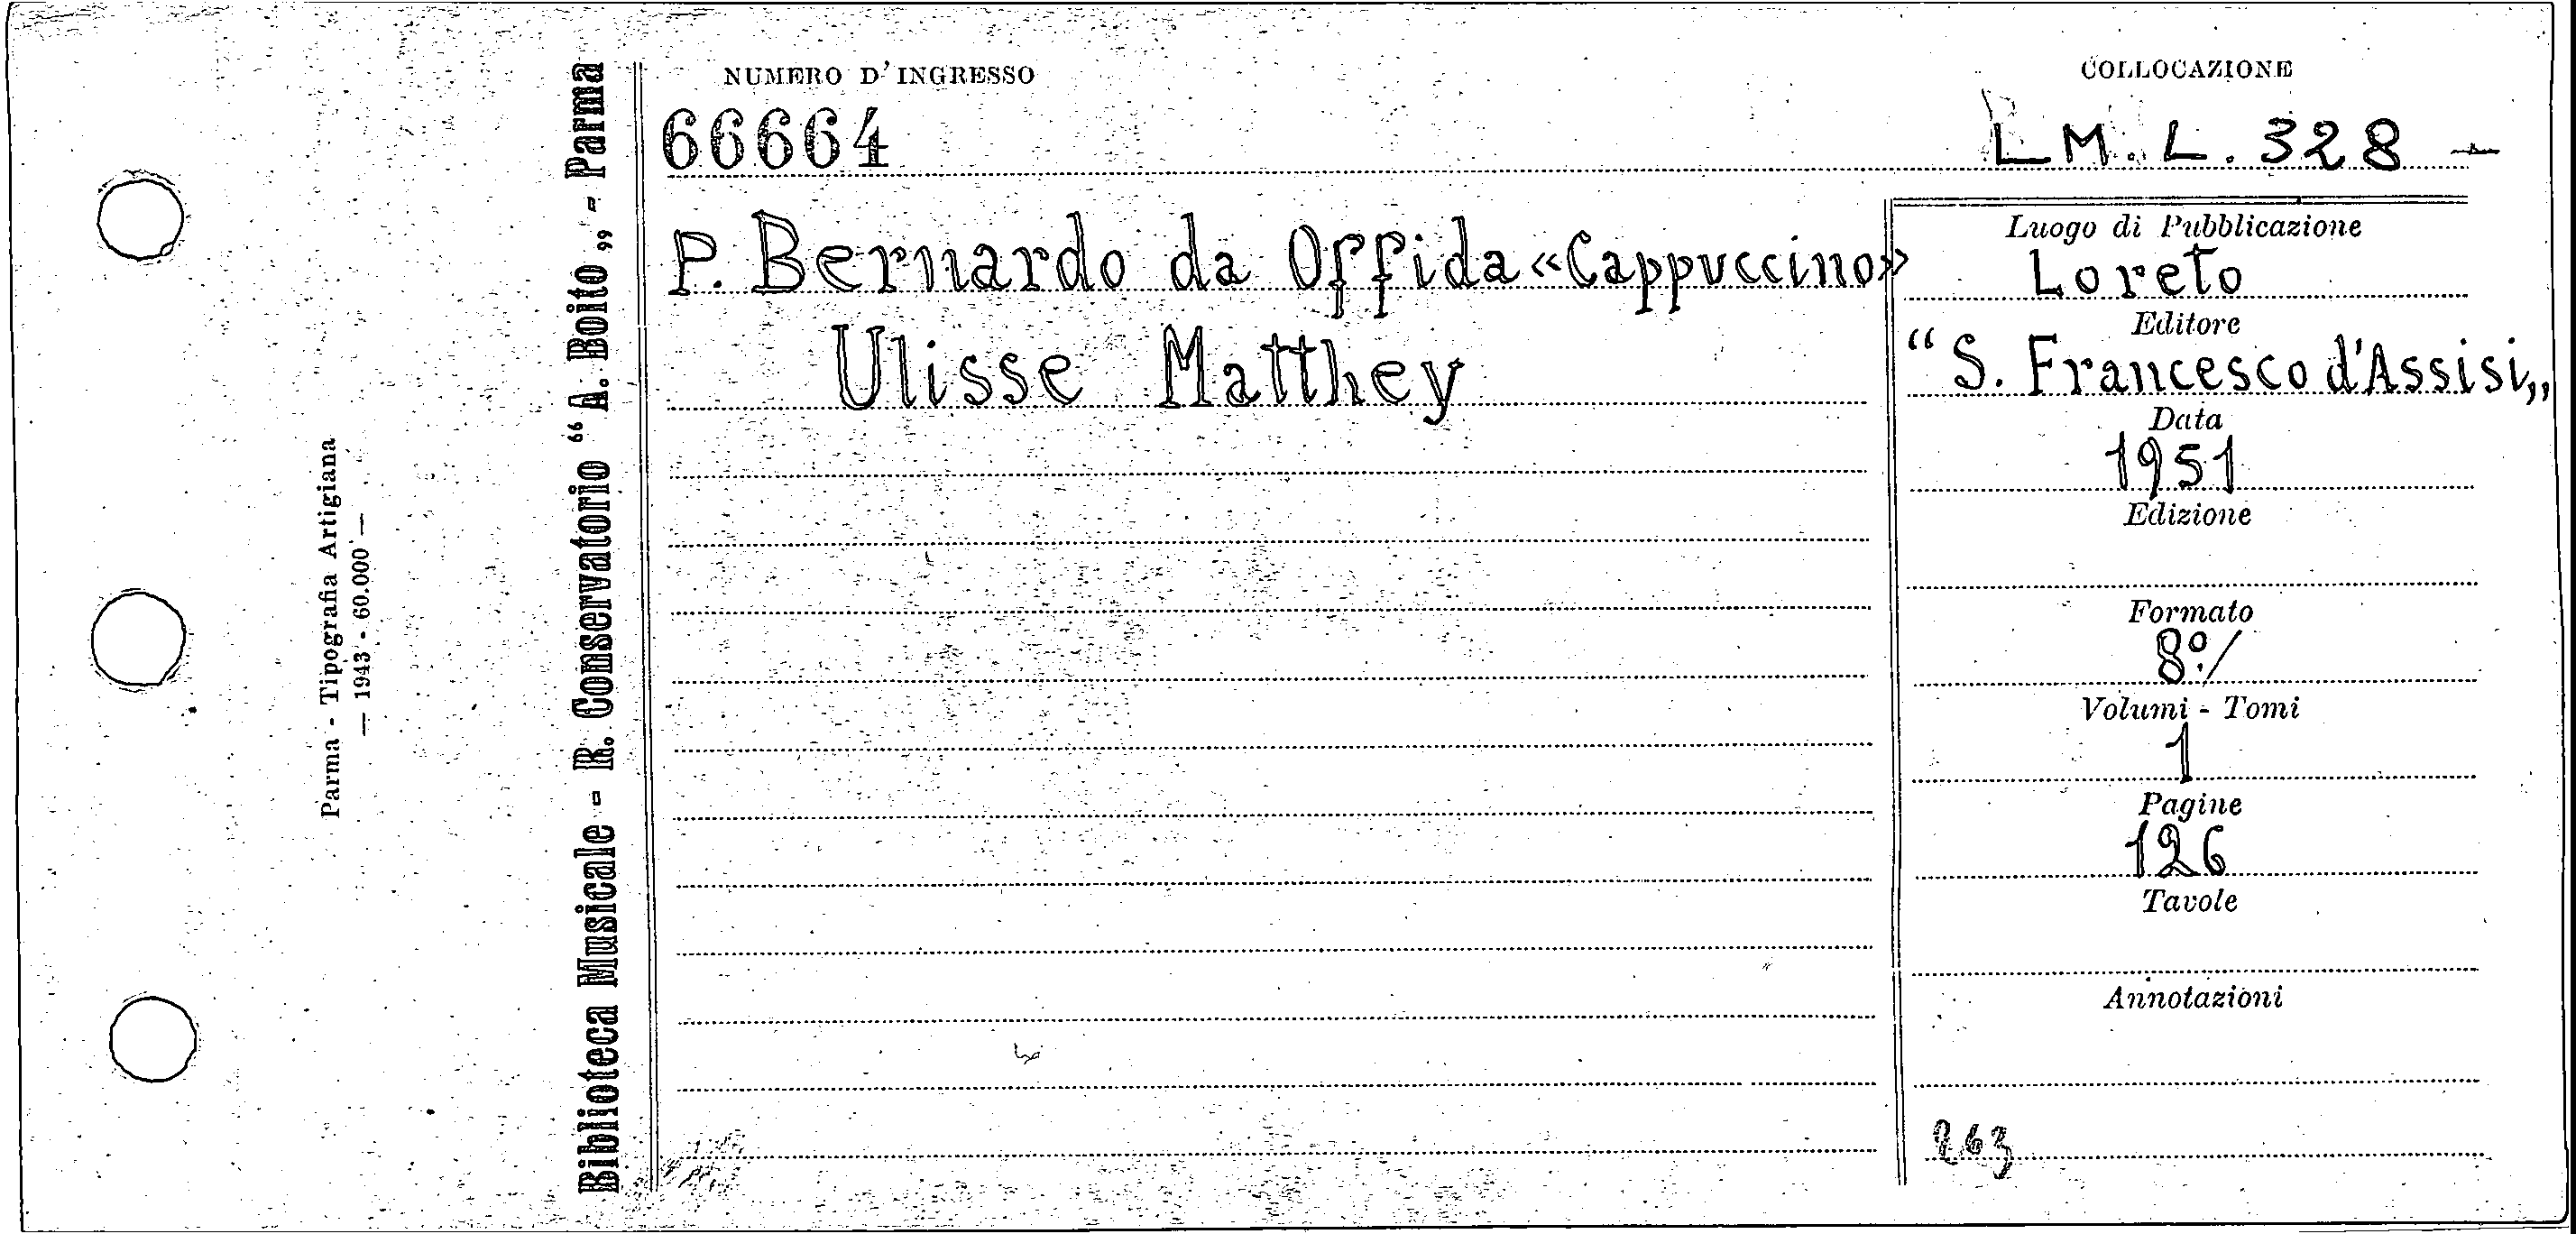 Parma - Tipografia Artigiana
— 1943 - 60.000 —
Biblioteca Musicale - R. Conservatorio “A. Boito„ - Parma
NUMERO D'INGRESSO
66664
COLLOCAZIONE
L M. L. 328 -
P. Bernardo da Offida «Cappuccino»
Ulisse Matthey
Luogo di Pubblicazione
Loreto
Editore
“S. Francesco d'Assisi„
Data
1951
Edizione
Formato
8°/
Volumi - Tomi
1
Pagine
126
Tavole
Annotazioni
263